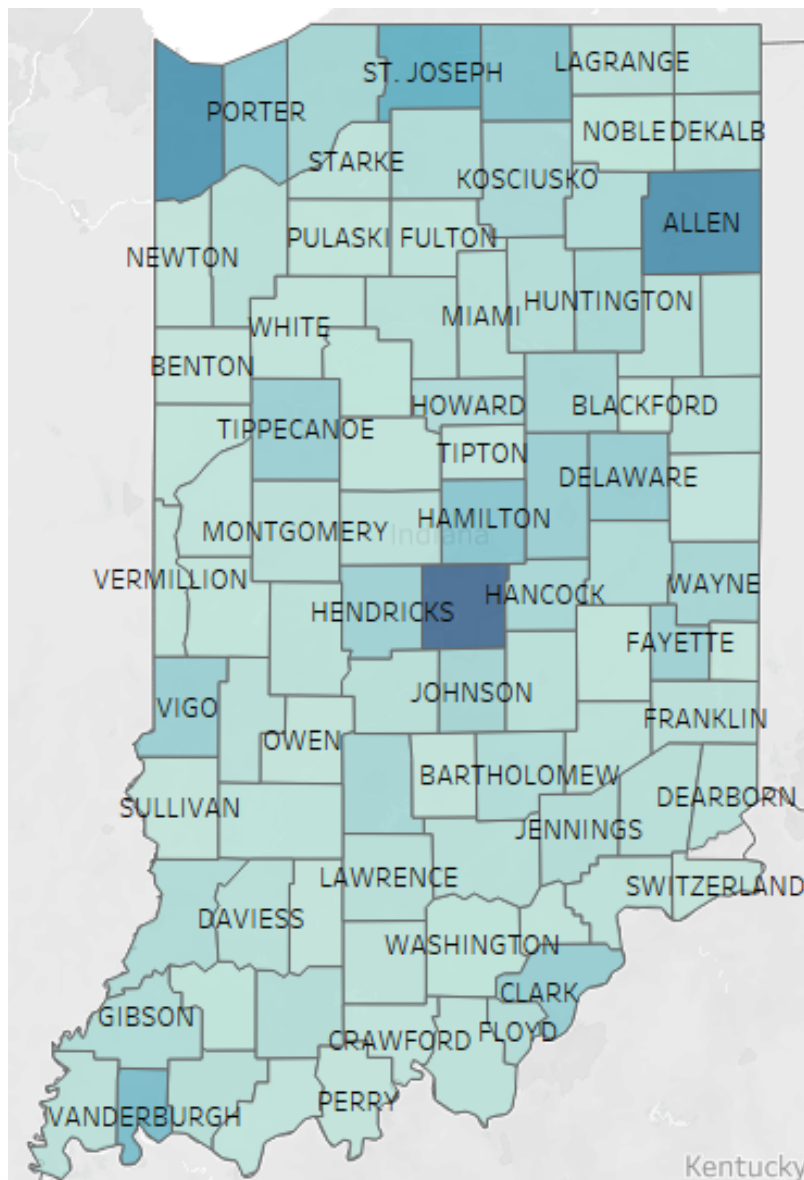 LAGRANGE
ST. JOSEPH
PORTER
NOBLE DEKALB
STARKE
KOSCIUSKO
ALLEN
PULASKI FULTON
NEWTON
HUNTINGTON
MIAMI
WHITE
BENTON
HOWARD BLACKFORD
TIPPECANOE
TIPTON
DELAWARE
HAMILTON
MONTGOMERY
Indiana
VERMILLION WAYNE
HANCOCK
HENDRICKS
FAYETTE
JOHNSON
VIGO
FRANKLIN
OWEN
BARTHOLOMEW
DEARBORN
SULLIVAN
JENNINGS
LAWRENCE
SWITZERLAND
DAVIESS
WASHINGTON
CLARK
GIBSON
FLOYD
CRAWFORD
PERRY
VANDERBURGH
Kentucky